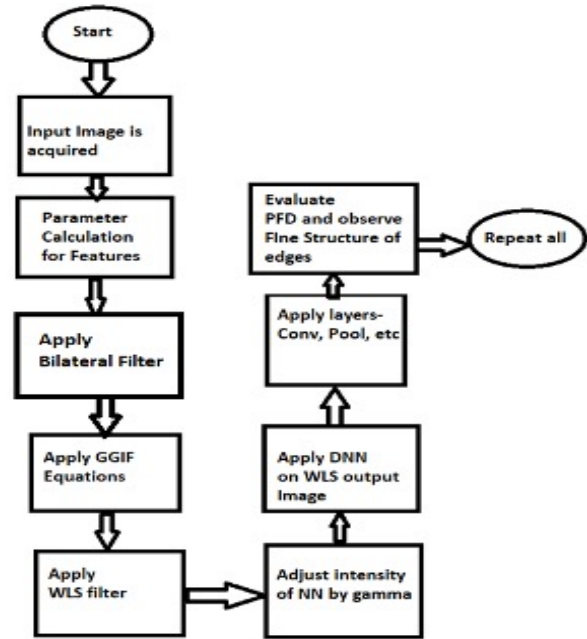 Start
Input Image is
acquired
Parameter
Calculation
for Features
Apply
Bilateral Filter
Apply GGIF
Equations
Apply
WLS filter
Adjust intensity
of NN by gamma
Apply DNN
on WLS output
Image
Apply layers-
Conv, Pool, etc
Evaluate
PFD and observe
FIne Structure of
edges
Repeat all